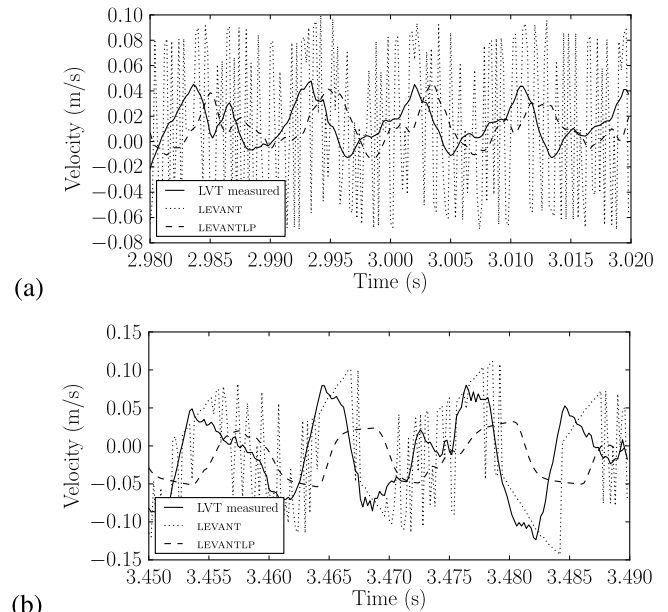 0.10
0.08
0.06
0.04
0.02
0.00
−0.02
−0.04
−0.06
−0.08
Velocity (m/s)
LVT measured
LEVANT
LEVANTLP
2.980 2.985 2.990 2.995 3.000 3.005 3.010 3.015 3.020
Time (s)
(a)
0.15
0.10
0.05
0.00
−0.05
−0.10
−0.15
Velocity (m/s)
LVT measured
LEVANT
LEVANTLP
3.450 3.455 3.460 3.465 3.470 3.475 3.480 3.485 3.490
Time (s)
(b)